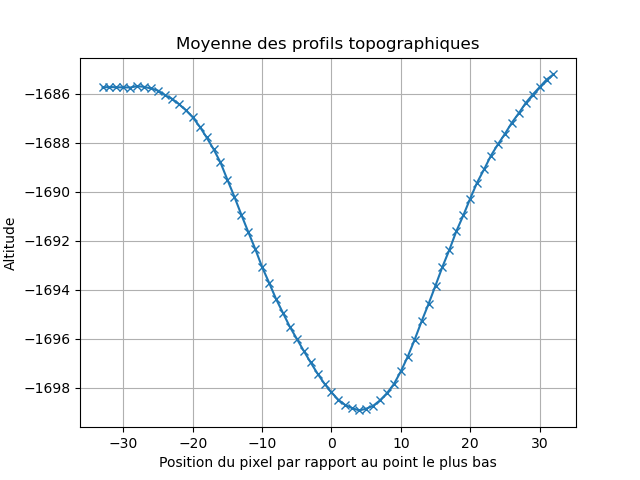 Moyenne des profils topographiques
Altitude
−1686
−1688
−1690
−1692
−1694
−1696
−1698
−30 −20 −10 0 10 20 30
Position du pixel par rapport au point le plus bas